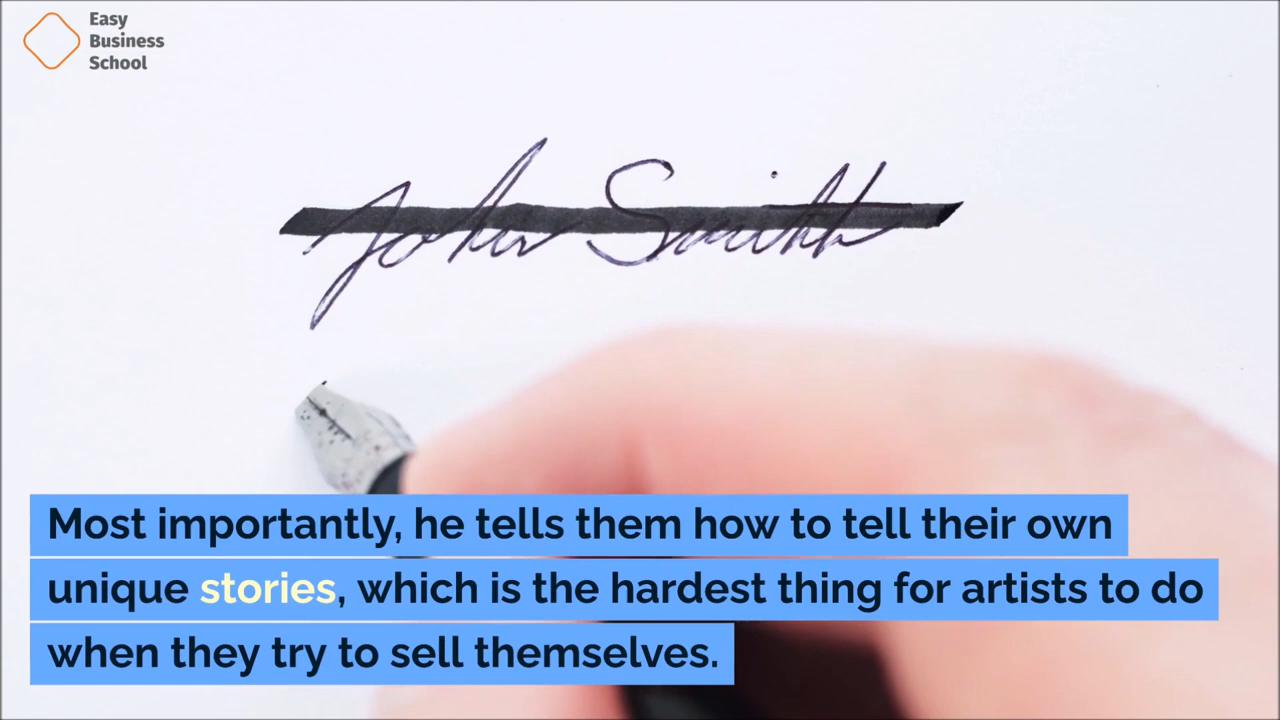 Easy
Business
School
John Smith
Most importantly, he tells them how to tell their own
unique stories, which is the hardest thing for artists to do
when they try to sell themselves.